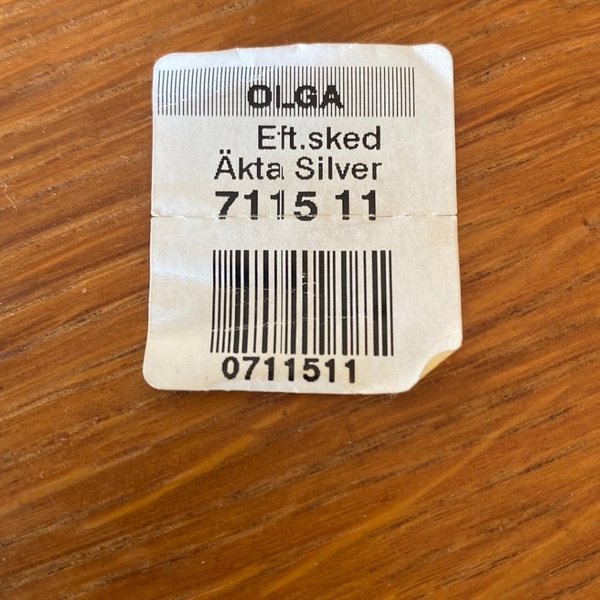 OLGA
Eft.sked
Äkta Silver
7115 11
0711511